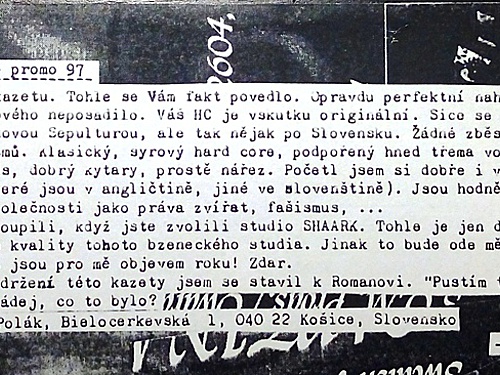 2604,
promo 97
kazetu. Tohle se Vám fakt povedlo. Opravdu perfektní nah
ového neposadilo. Váš HC je vskutku originální. Sice se
ovou Sepulturou, ale tak nějak po Slovensku. Žádné zběs
smů. Klasický, syrový hard core, podpořený hned třema vo
s, dobrý kytary, prostě nářez. Početl jsem si dobře i v
eré jsou v angličtině, jiné ve slovenštině). Jsou hodně
olečnosti jako práva zvířat, fašismus, ...
oupili, když jste zvolili studio SHAARK. Tohle je jen d
kvality tohoto bzeneckého studia. Jinak to bude ode mě
jsou pro mě objevem roku! Zdar.
držení této kazety jsem se stavil k Romanovi. "Pustím t
ádej, co to bylo?
Polák, Bielocerkevská 1, 040 22 Košice, Slovensko